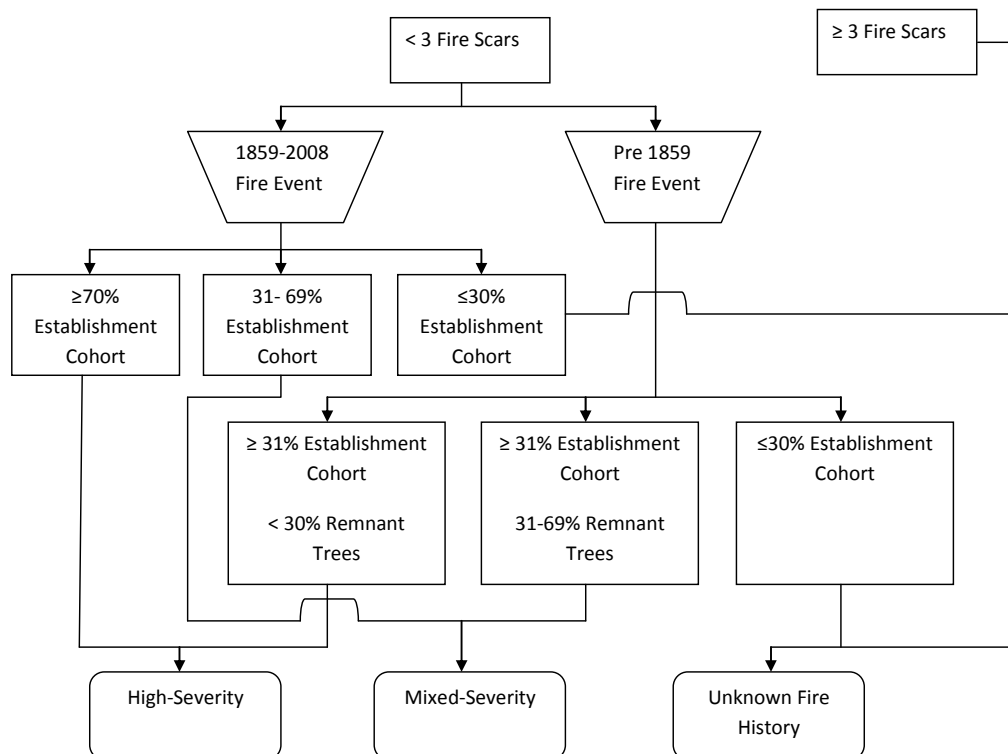 < 3 Fire Scars
≥ 3 Fire Scars
1859-2008
Fire Event
Pre 1859
Fire Event
≥70%
Establishment
Cohort
31- 69%
Establishment
Cohort
≤30%
Establishment
Cohort
≥ 31% Establishment
Cohort
< 30% Remnant
Trees
≥ 31% Establishment
Cohort
31-69% Remnant
Trees
≤30% Establishment
Cohort
High-Severity
Mixed-Severity
Unknown Fire
History